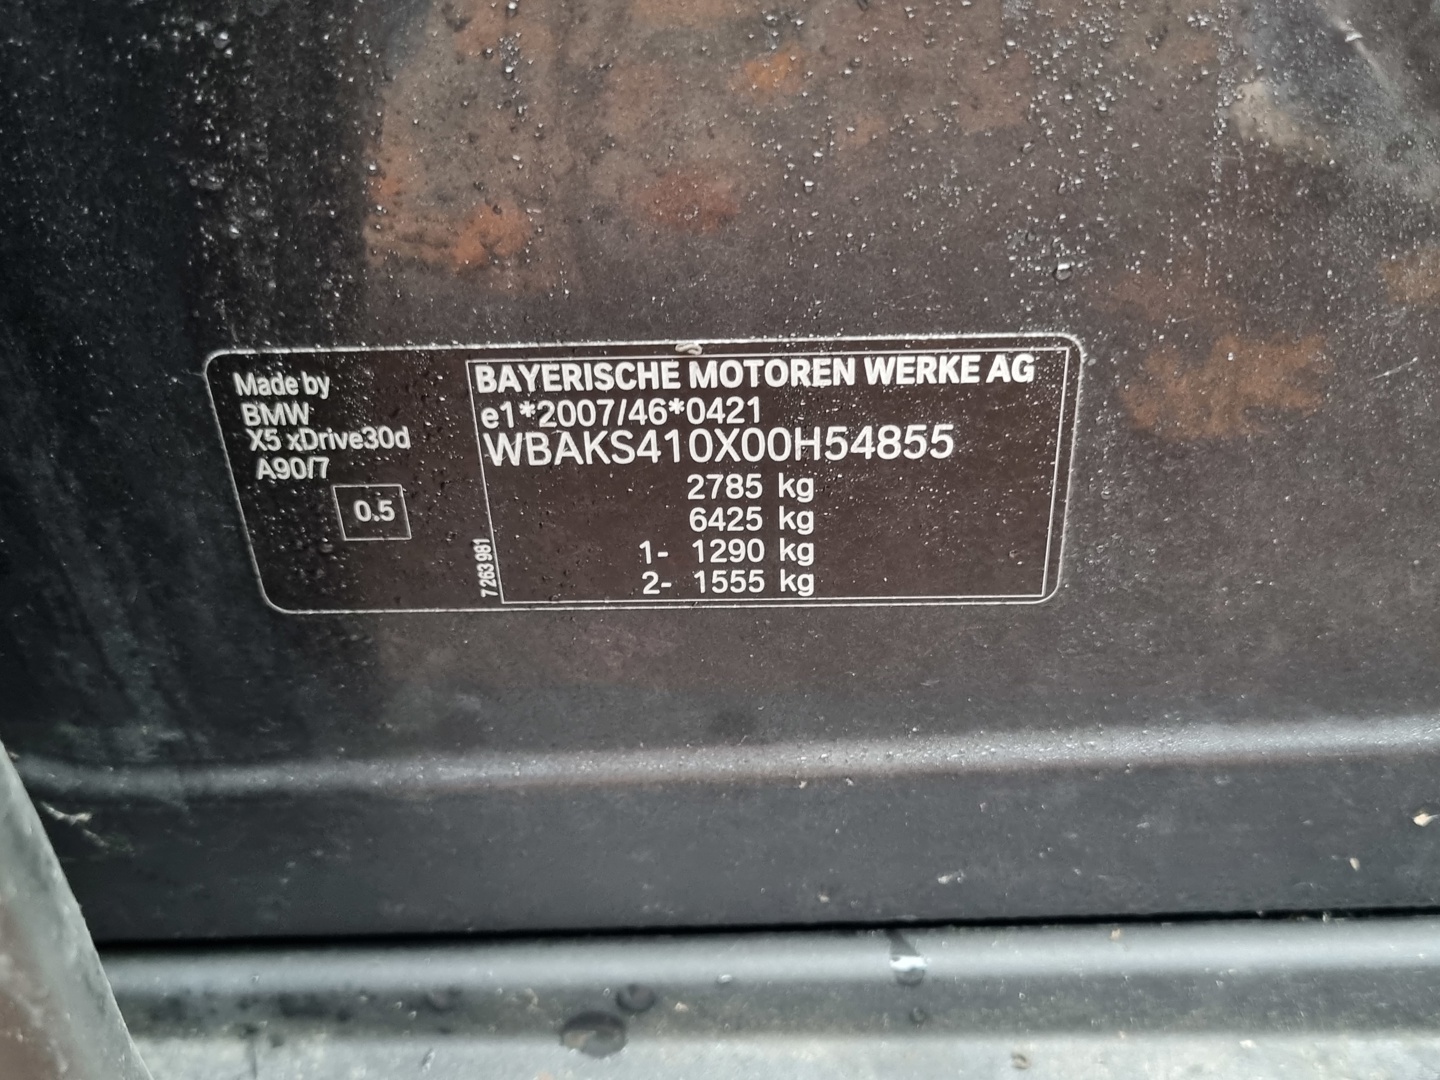 Made by
BMW
X5 xDrive30d
A90/7
0.5
BAYERISCHE MOTOREN WERKE AG
e1*2007/46*0421
WBAKS410X00H54855
2785 kg
6425 kg
1- 1290 kg
2- 1555 kg
7 263 981